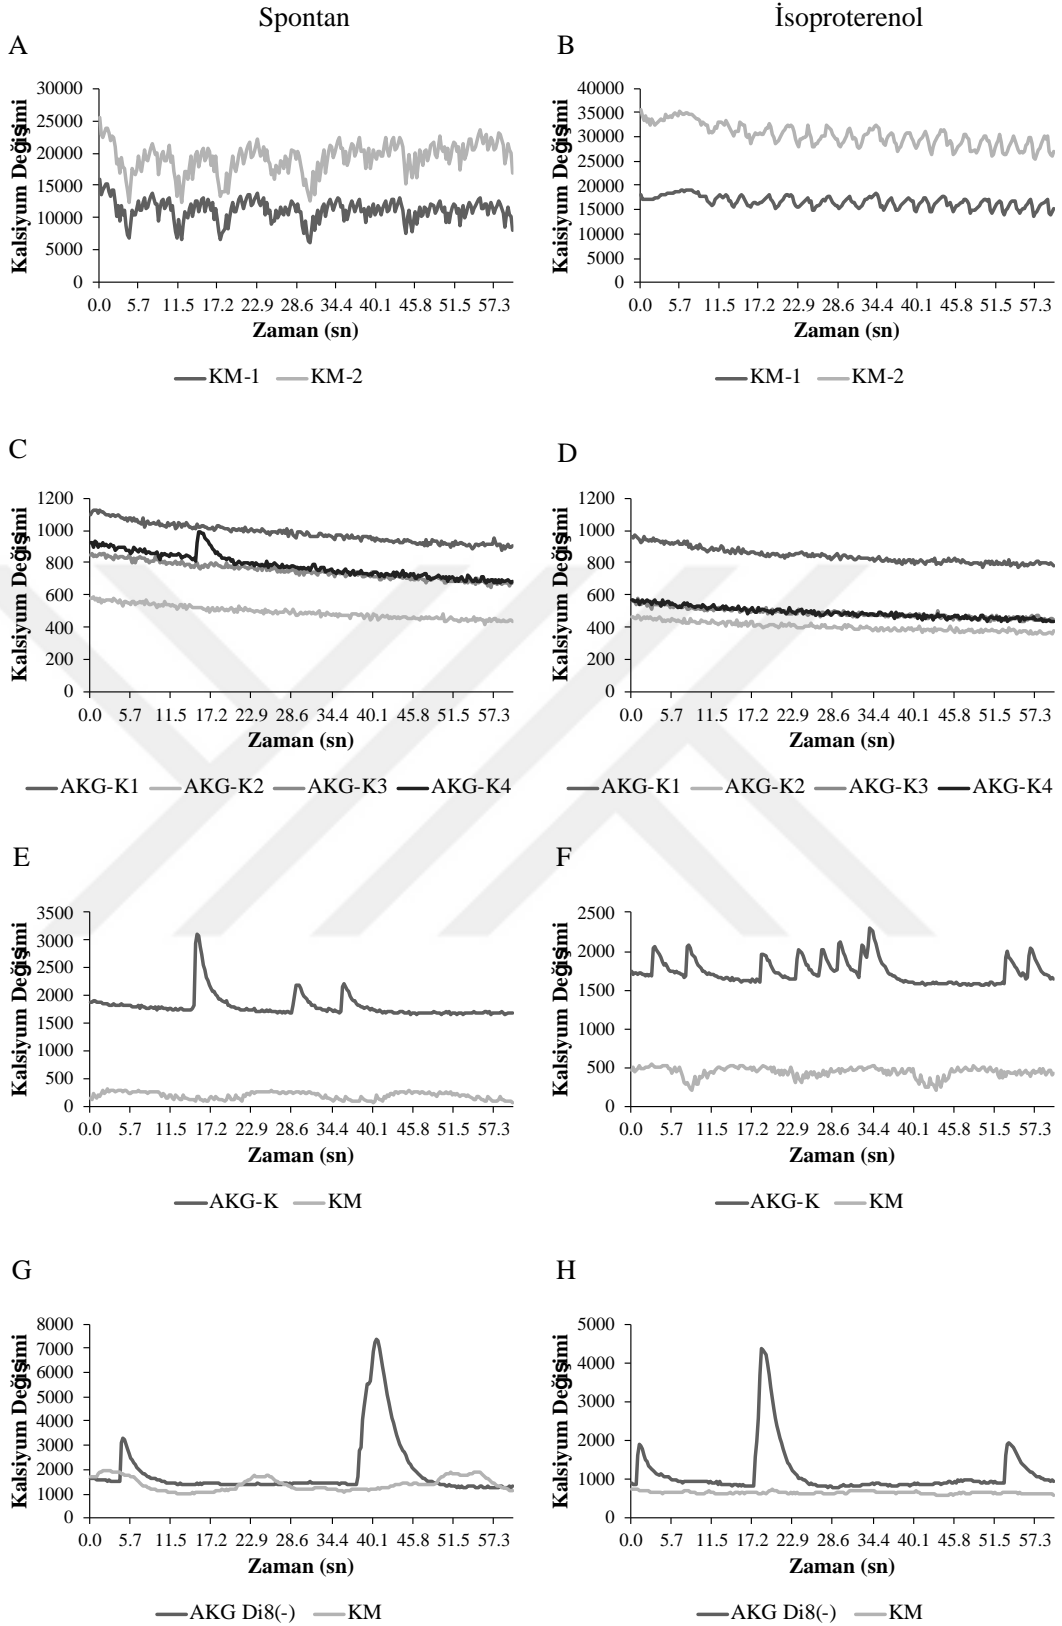 Spontan İsoproterenol
A B
Kalsiyum Değişimi
30000
25000
20000
15000
10000
5000
0
0.0 5.7 11.5 17.2 22.9 28.6 34.4 40.1 45.8 51.5 57.3
Zaman (sn)
KM-1 KM-2
Kaisiyum Değişimi
40000
35000
30000
25000
20000
15000
10000
5000
0
0.0 5.7 11.5 17.2 22.9 28.6 34.4 40.1 45.8 51.5 57.3
Zaman (sn)
KM-1 KM-2
C D
Kalsiyum Değişimi
1200
1000
800
600
400
200
0
0.0 5.7 11.5 17.2 22.9 28.6 34.4 40.1 45.8 51.5 57.3
Zaman (sn)
AKG-K1 AKG-K2 AKG-K3 AKG-K4
Kalsiyum Değişimi
1200
1000
800
600
400
200
0
0.0 5.7 11.5 17.2 22.9 28.6 34.4 40.1 45.8 51.5 57.3
Zaman (sn)
AKG-K1 AKG-K2 AKG-K3 AKG-K4
E F
Kalsiyum Değişimi
3500
3000
2500
2000
1500
1000
500
0
0.0 5.7 11.5 17.2 22.9 28.6 34.4 40.1 45.8 51.5 57.3
Zaman (sn)
AKG-K KM
Kalsiyum Değişimi
2500
2000
1500
1000
500
0
0.0 5.7 11.5 17.2 22.9 28.6 34.4 40.1 45.8 51.5 57.3
Zaman (sn)
AKG-K KM
G H
Kalsiyum Değişimi
8000
7000
6000
5000
4000
3000
2000
1000
0
0.0 5.7 11.5 17.2 22.9 28.6 34.4 40.1 45.8 51.5 57.3
Zaman (sn)
AKG Di8(-) KM
Kalsiyum Değişimi
5000
4000
3000
2000
1000
0
0.0 5.7 11.5 17.2 22.9 28.6 34.4 40.1 45.8 51.5 57.3
Zaman (sn)
AKG Di8(-) KM